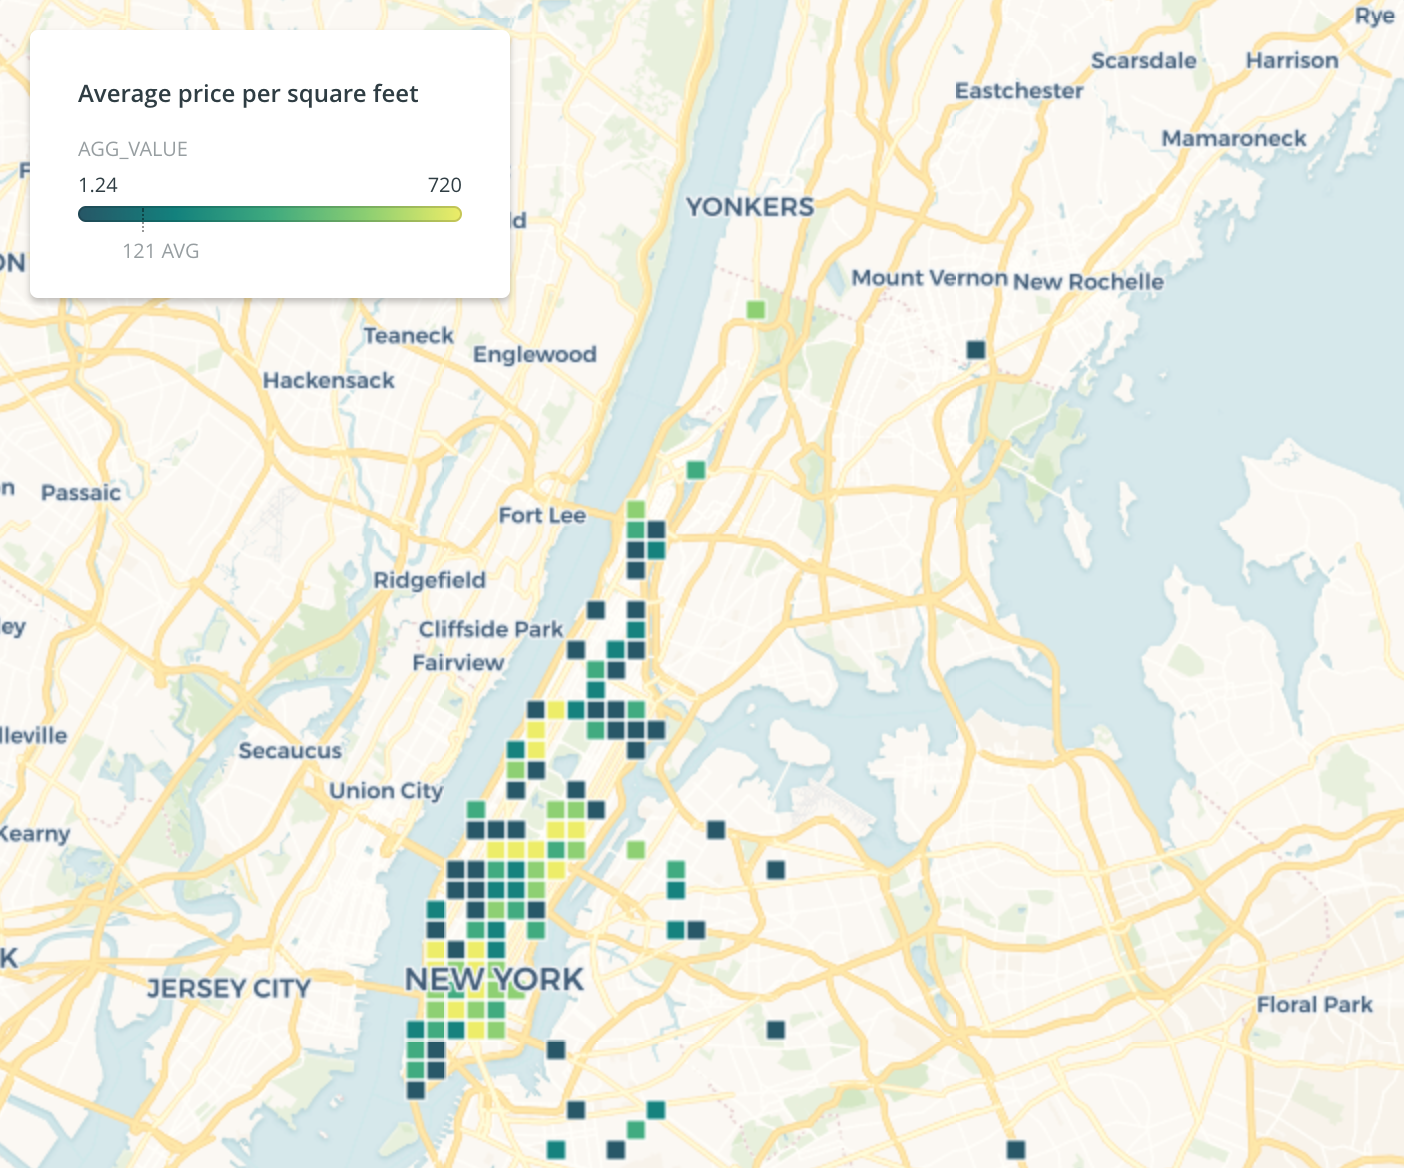 Rye
Scarsdale
Harrison
Eastchester
Average price per square feet
Mamaroneck
AGG_VALUE
1.24
720
YONKERS
121 AVG
Mount Vernon
New Rochelle
Teaneck
Englewood
Hackensack
Passaic
Fort Lee
Ridgefield
Cliffside Park
Fairview
Secaucus
Union City
Kearny
NEW YORK
JERSEY CITY
Floral Park